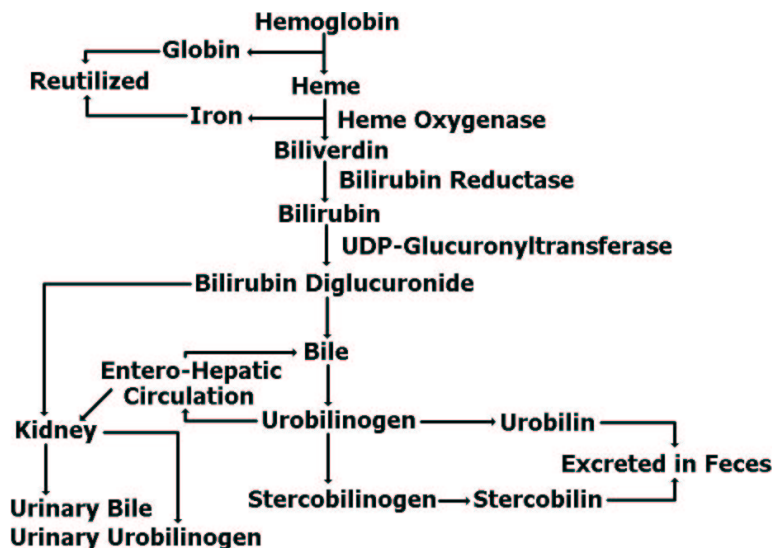 Hemoglobin
Globin
Reutilized
Heme
Iron
Heme Oxygenase
Biliverdin
Bilirubin Reductase
Bilirubin
UDP-Glucuronyltransferase
Bilirubin Diglucuronide
Bile
Entero-Hepatic
Circulation
Urobilinogen
Urobilin
Kidney
Excreted in Feces
Stercobilinogen
Stercobilin
Urinary Bile
Urinary Urobilinogen